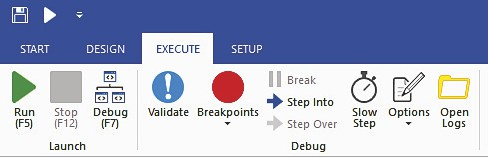 START DESIGN EXECUTE SETUP
Run
(F5)
Stop
(F12)
Debug
(F7)
Validate
Breakpoints
Break
Step Into
Step Over
Slow
Step
Options
Open
Logs
Launch
Debug